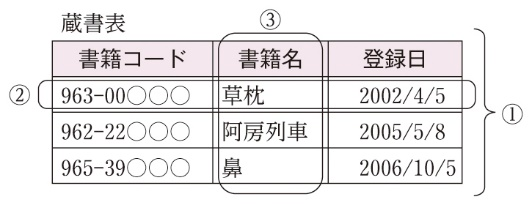 蔵書表
③
書籍コード 書籍名 登録日
② 963-00○○○ 草枕 2002/4/5
①
962-22○○○ 阿房列車 2005/5/8
965-39○○○ 鼻 2006/10/5